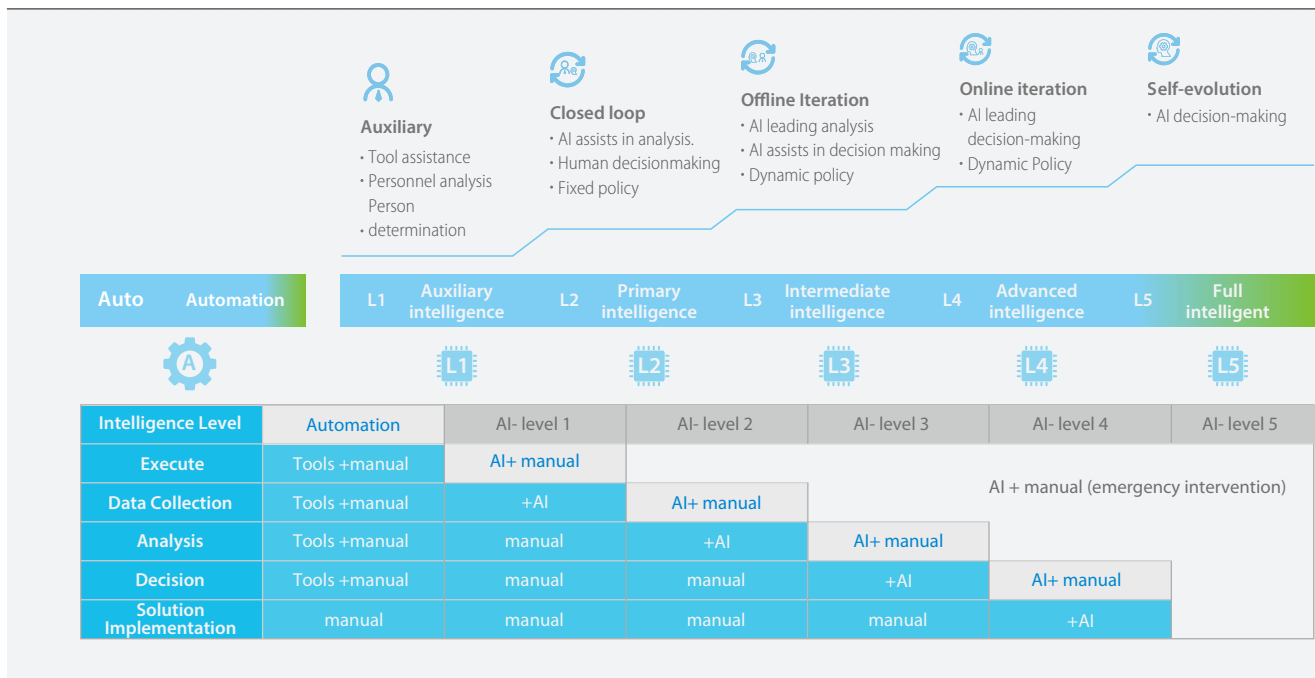 Auxiliary
• Tool assistance
• Personnel analysis
Person
• determination
Closed loop
• AI assists in analysis.
• Human decisionmaking
• Fixed policy
Offline Iteration
• AI leading analysis
• AI assists in decision making
• Dynamic policy
Online iteration
• AI leading
decision-making
• Dynamic Policy
Self-evolution
• AI decision-making
Auto Automation
L1 Auxiliary
intelligence
L2 Primary
intelligence
L3 Intermediate
intelligence
L4 Advanced
intelligence
L5 Full
intelligent
A L1 L2 L3 L4 L5
Intelligence Level Automation AI- level 1 AI- level 2 AI- level 3 AI- level 4 AI- level 5
Execute Tools +manual AI+ manual
AI + manual (emergency intervention)
Data Collection Tools +manual +AI AI+ manual
Analysis Tools +manual manual +AI AI+ manual
Decision Tools +manual manual manual +AI AI+ manual
Solution
Implementation manual manual manual manual +AI